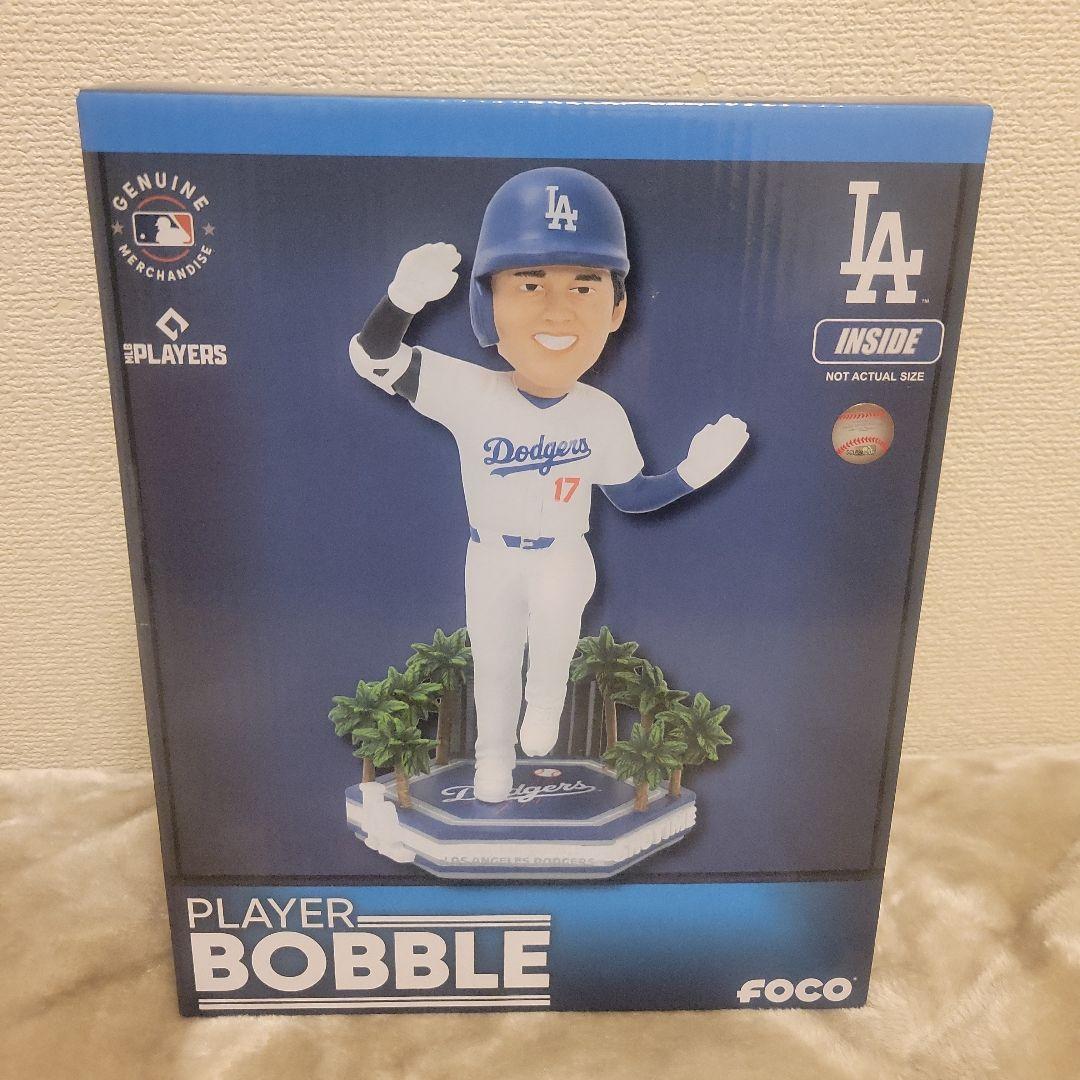 GENUINE
MERCHANDISE
MLB PLAYERS
LA
LA
™
INSIDE
NOT ACTUAL SIZE
Dodgers
17
Dodgers
LOS ANGELES DODGERS
PLAYER
BOBBLE
FOCO®